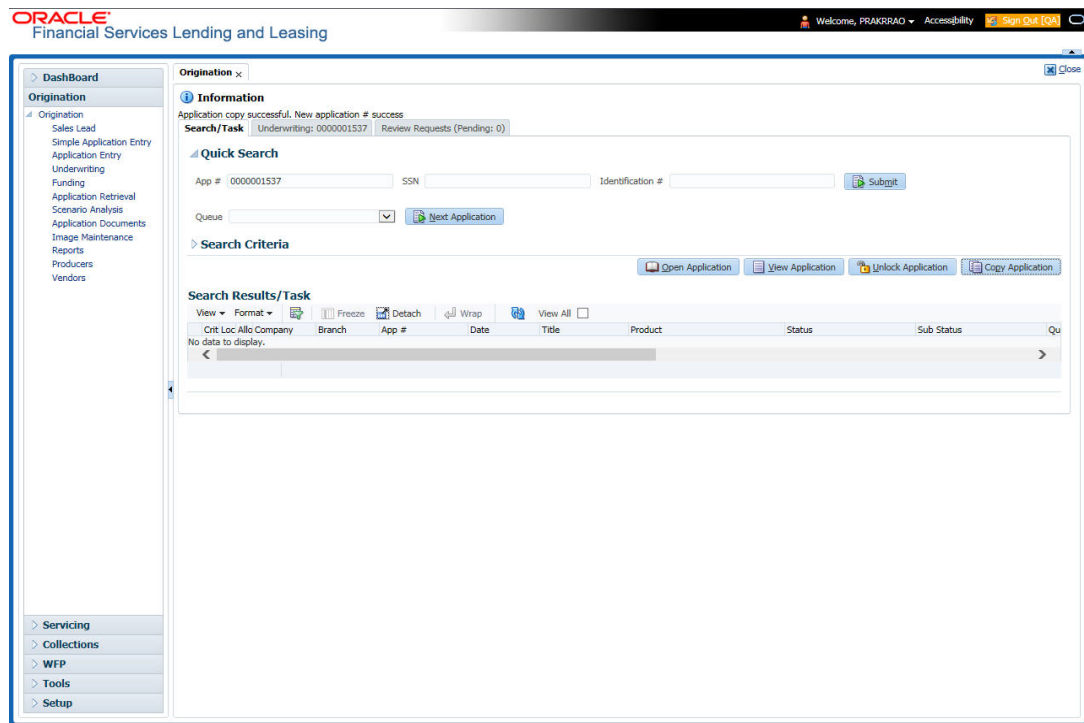 ORACLE
Financial Services Lending and Leasing
Welcome, PRAKRRAO Accessibility Sign Out [QA]
Close
DashBoard
Origination
Origination
Sales Lead
Simple Application Entry
Application Entry
Underwriting
Funding
Application Retrieval
Scenario Analysis
Application Documents
Image Maintenance
Reports
Producers
Vendors
Servicing
Collections
WFP
Tools
Setup
Origination
Information
Application copy successful. New application # success
Search/Task Underwriting: 0000001537 Review Requests (Pending: 0)
Quick Search
App # 0000001537 SSN Identification # Submit
Queue Next Application
Search Criteria
Open Application View Application Unlock Application Copy Application
Search Results/Task
View Format Freeze Detach Wrap View All
Crit Loc Allo Company Branch App # Date Title Product Status Sub Status Qu
No data to display.